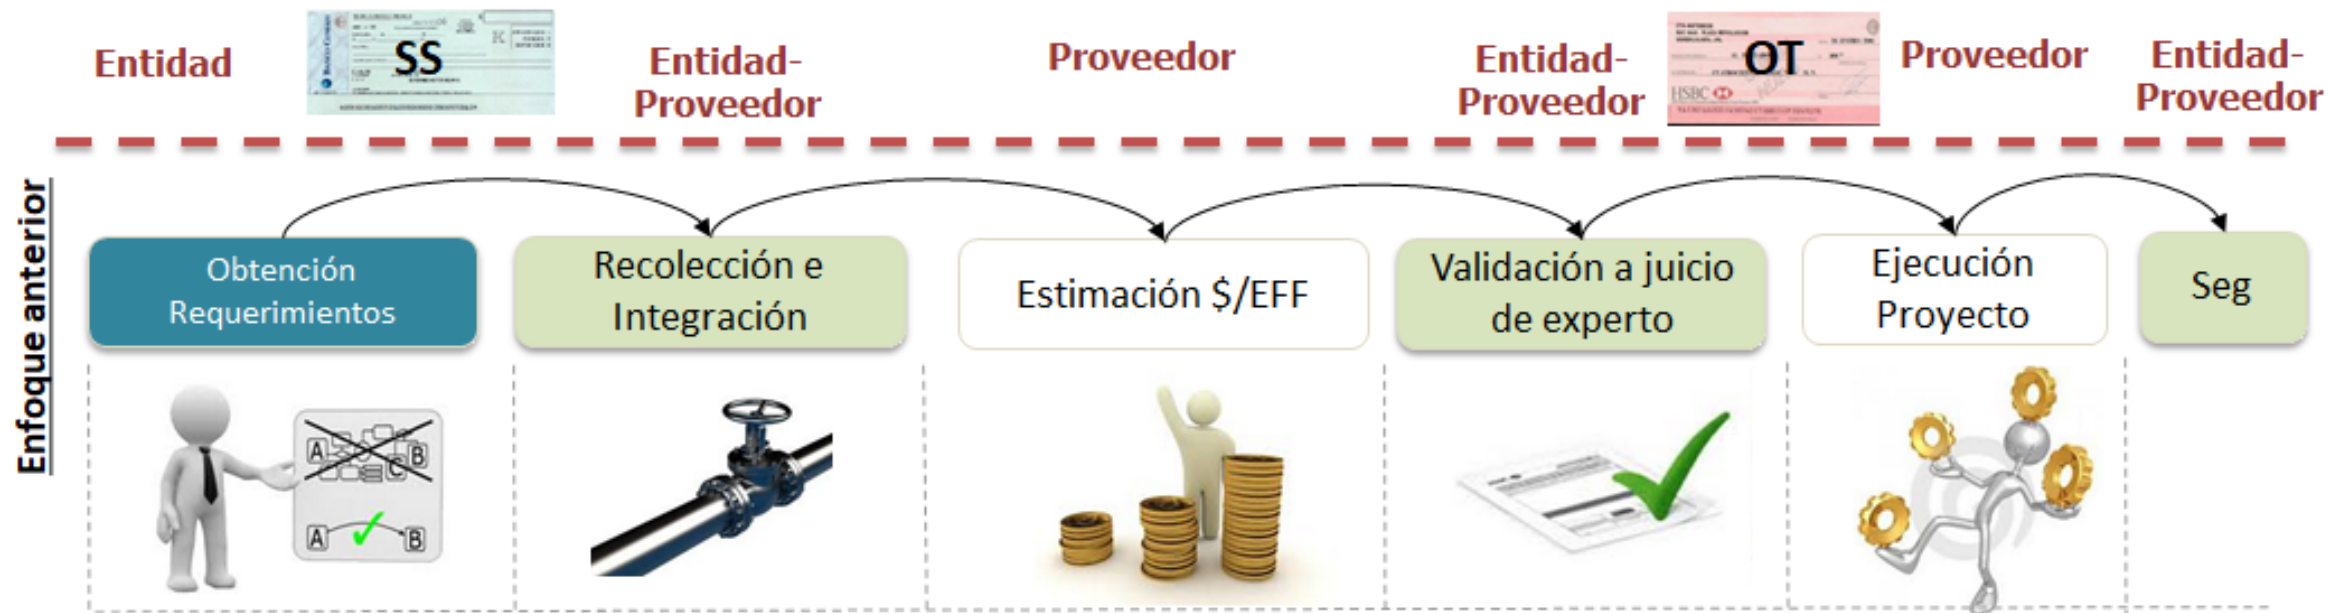 Entidad
SS
Entidad-
Proveedor
Proveedor
Entidad-
Proveedor
OT
HSBC
Proveedor
Entidad-
Proveedor
Enfoque anterior
Obtención
Requerimientos
Recolección e
Integración
Estimación $/EFF
Validación a juicio
de experto
Ejecución
Proyecto
Seg
A
B
C
A
B